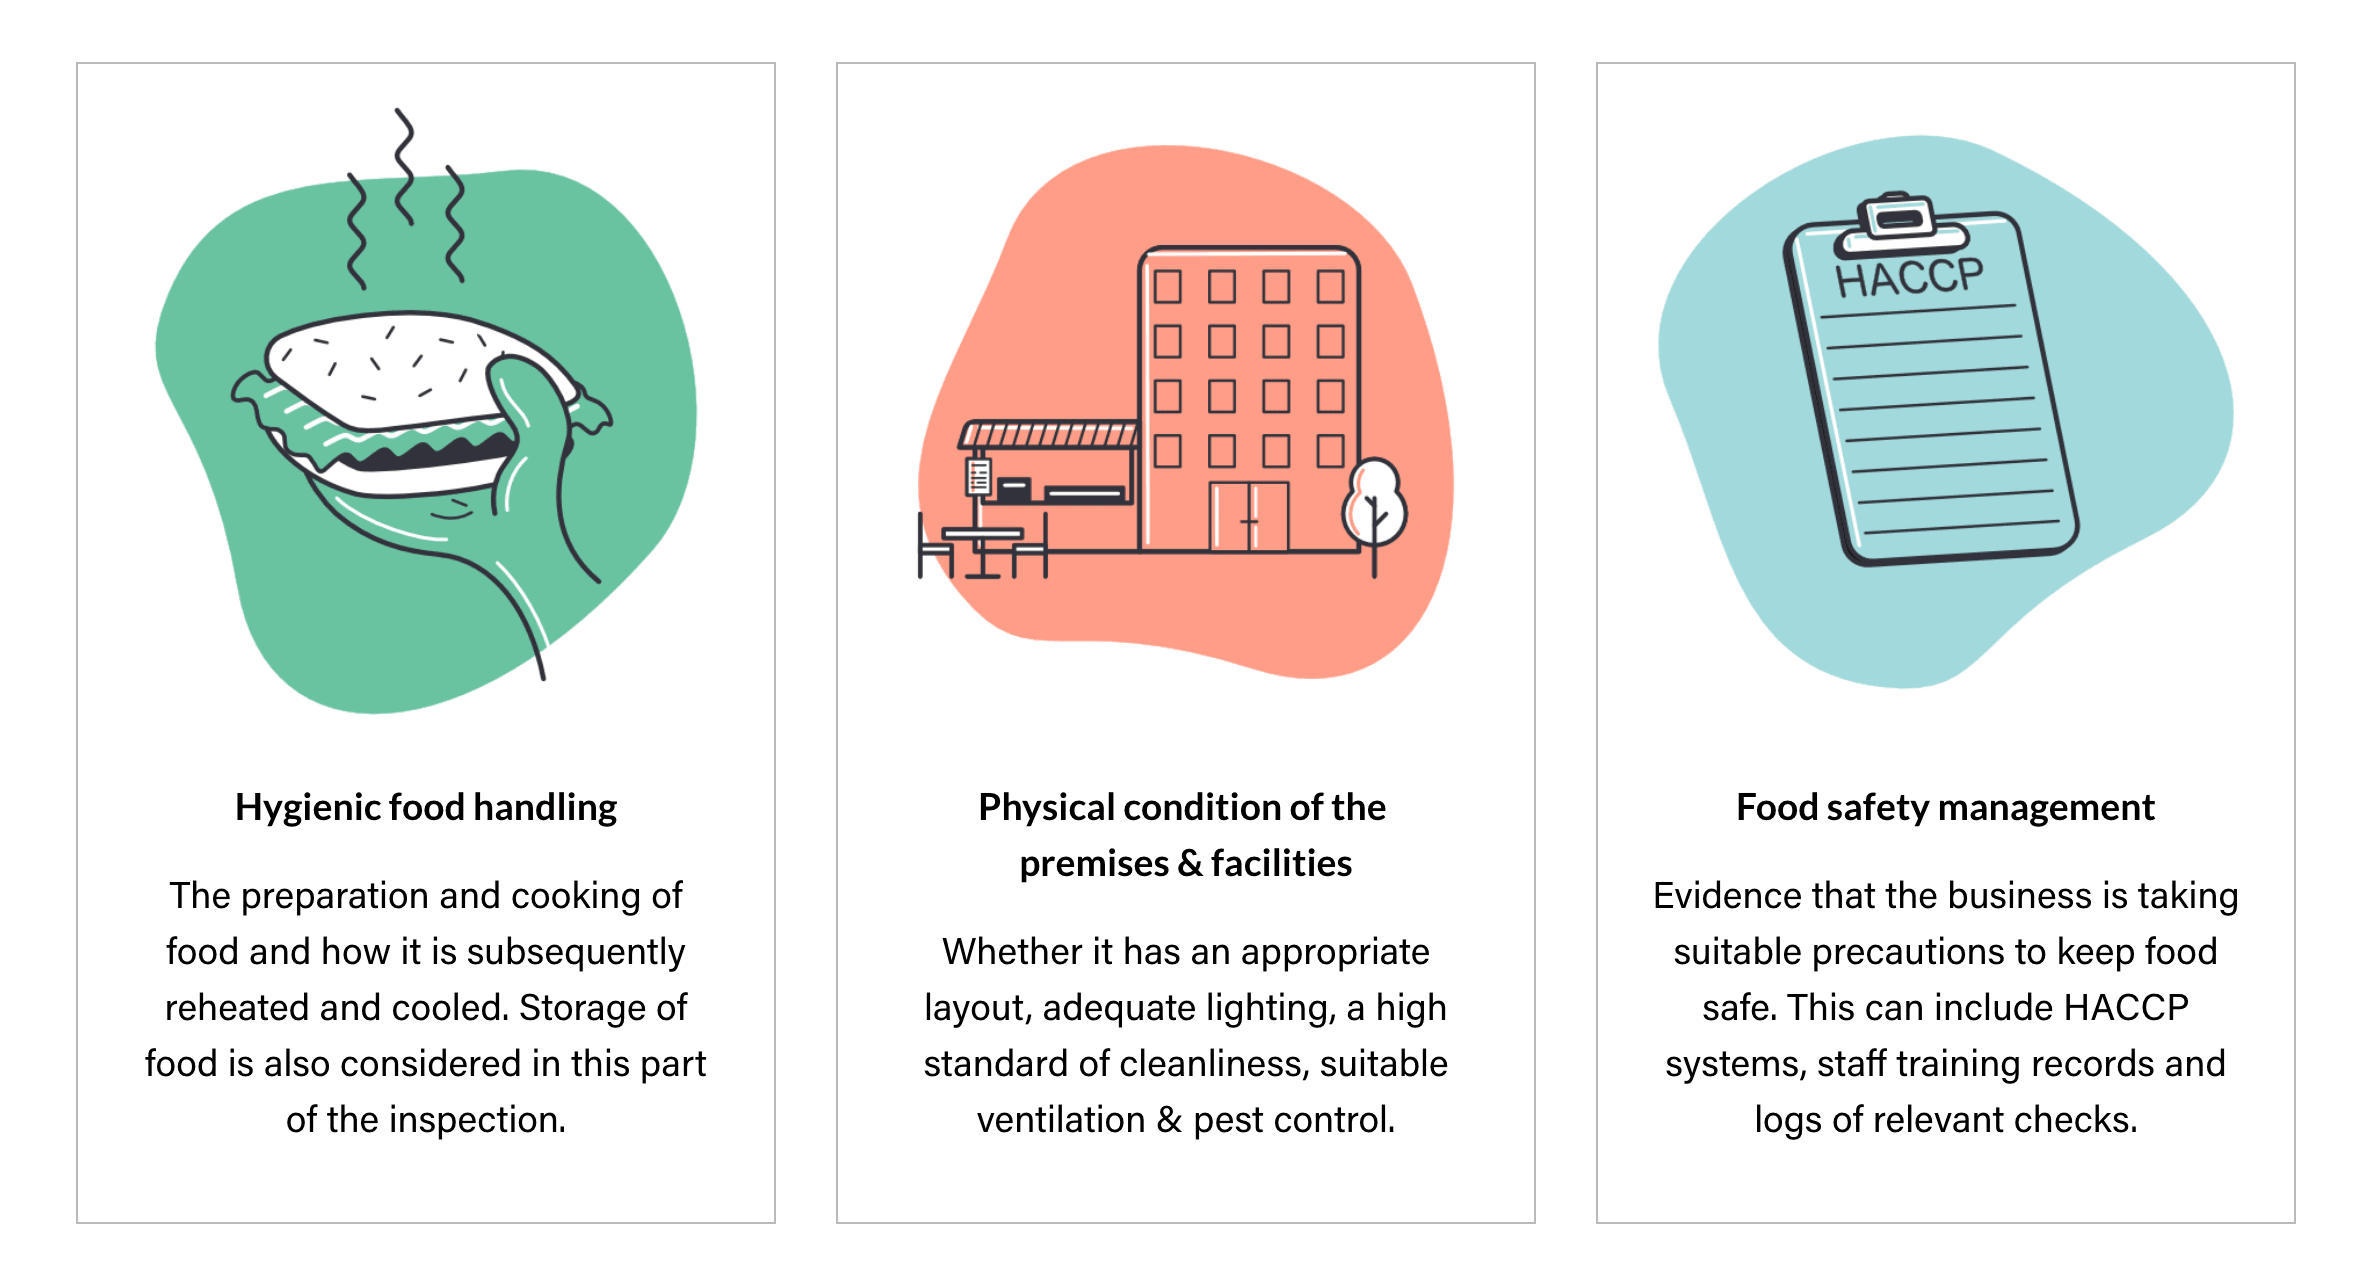 Hygienic food handling
The preparation and cooking of
food and how it is subsequently
reheated and cooled. Storage of
food is also considered in this part
of the inspection.
Physical condition of the
premises & facilities
Whether it has an appropriate
layout, adequate lighting, a high
standard of cleanliness, suitable
ventilation & pest control.
HACCP
Food safety management
Evidence that the business is taking
suitable precautions to keep food
safe. This can include HACCP
systems, staff training records and
logs of relevant checks.